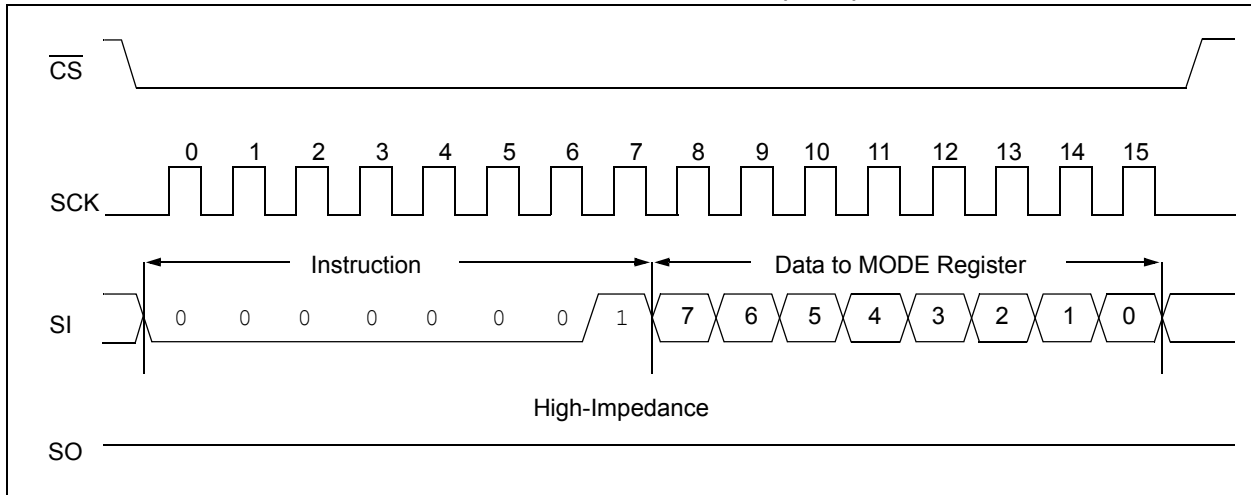 CS
0 1 2 3 4 5 6 7 8 9 10 11 12 13 14 15
SCK
Instruction Data to MODE Register
SI 0 0 0 0 0 0 0 1 7 6 5 4 3 2 1 0
High-Impedance
SO